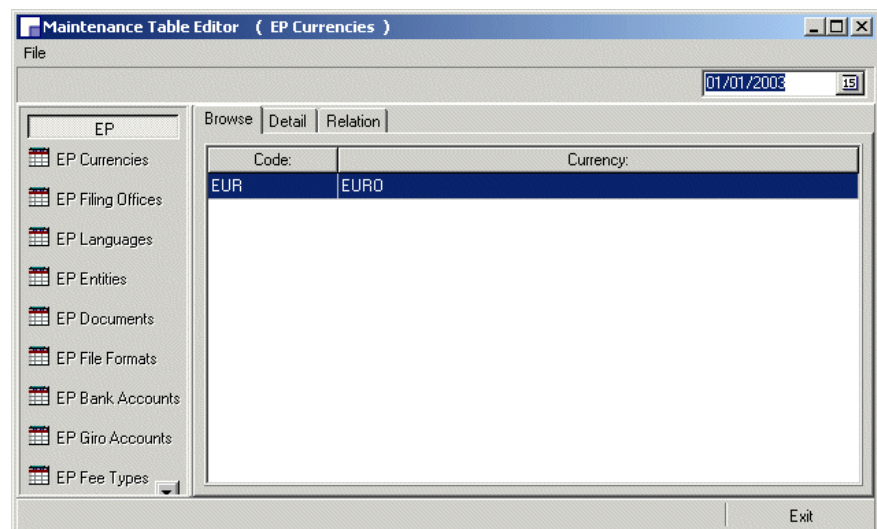 Maintenance Table Editor ( EP Currencies )
File
01/01/2003 15
EP
EP Currencies
EP Filing Offices
EP Languages
EP Entities
EP Documents
EP File Formats
EP Bank Accounts
EP Giro Accounts
EP Fee Types
Browse Detail Relation
Code: Currency:
EUR EURO
Exit